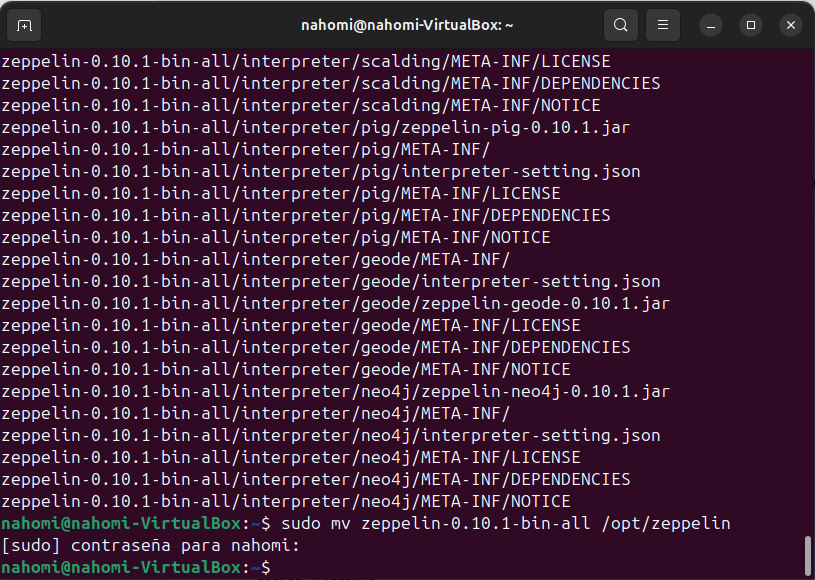 nahomi@nahomi-VirtualBox: ~
zeppelin-0.10.1-bin-all/interpreter/scalding/META-INF/LICENSE
zeppelin-0.10.1-bin-all/interpreter/scalding/META-INF/DEPENDENCIES
zeppelin-0.10.1-bin-all/interpreter/scalding/META-INF/NOTICE
zeppelin-0.10.1-bin-all/interpreter/pig/zeppelin-pig-0.10.1.jar
zeppelin-0.10.1-bin-all/interpreter/pig/META-INF/
zeppelin-0.10.1-bin-all/interpreter/pig/interpreter-setting.json
zeppelin-0.10.1-bin-all/interpreter/pig/META-INF/LICENSE
zeppelin-0.10.1-bin-all/interpreter/pig/META-INF/DEPENDENCIES
zeppelin-0.10.1-bin-all/interpreter/pig/META-INF/NOTICE
zeppelin-0.10.1-bin-all/interpreter/geode/META-INF/
zeppelin-0.10.1-bin-all/interpreter/geode/interpreter-setting.json
zeppelin-0.10.1-bin-all/interpreter/geode/zeppelin-geode-0.10.1.jar
zeppelin-0.10.1-bin-all/interpreter/geode/META-INF/LICENSE
zeppelin-0.10.1-bin-all/interpreter/geode/META-INF/DEPENDENCIES
zeppelin-0.10.1-bin-all/interpreter/geode/META-INF/NOTICE
zeppelin-0.10.1-bin-all/interpreter/neo4j/zeppelin-neo4j-0.10.1.jar
zeppelin-0.10.1-bin-all/interpreter/neo4j/META-INF/
zeppelin-0.10.1-bin-all/interpreter/neo4j/interpreter-setting.json
zeppelin-0.10.1-bin-all/interpreter/neo4j/META-INF/LICENSE
zeppelin-0.10.1-bin-all/interpreter/neo4j/META-INF/DEPENDENCIES
zeppelin-0.10.1-bin-all/interpreter/neo4j/META-INF/NOTICE
nahomi@nahomi-VirtualBox:~$ sudo mv zeppelin-0.10.1-bin-all /opt/zeppelin
[sudo] contraseña para nahomi:
nahomi@nahomi-VirtualBox:~$